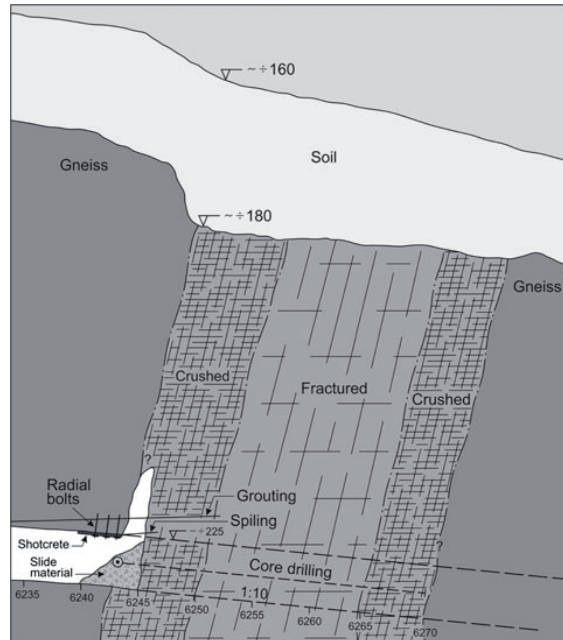 ~÷160
Soil
Gneiss
~÷180
Gneiss
Crushed
Fractured
Crushed
?
Grouting
Radial
bolts
Spiling
~÷225
Shotcrete
?
Slide
material
Core drilling
1:10
6235
6240
6245
6250
6255
6260
6265
6270